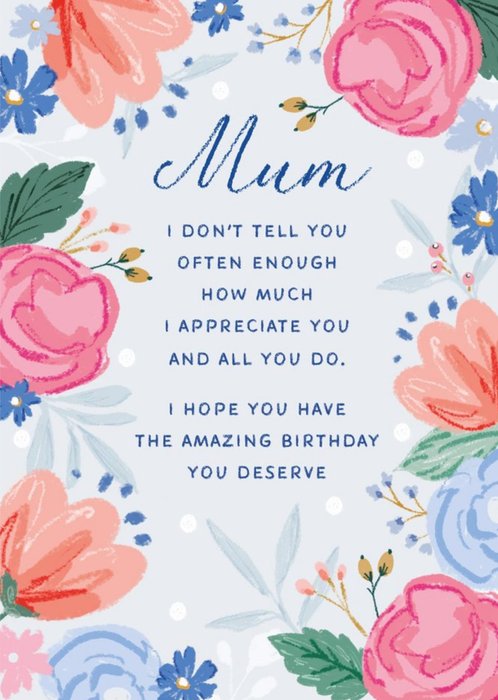 Mum
I DON'T TELL YOU
OFTEN ENOUGH
HOW MUCH
I APPRECIATE YOU
AND ALL YOU DO.
I HOPE YOU HAVE
THE AMAZING BIRTHDAY
YOU DESERVE